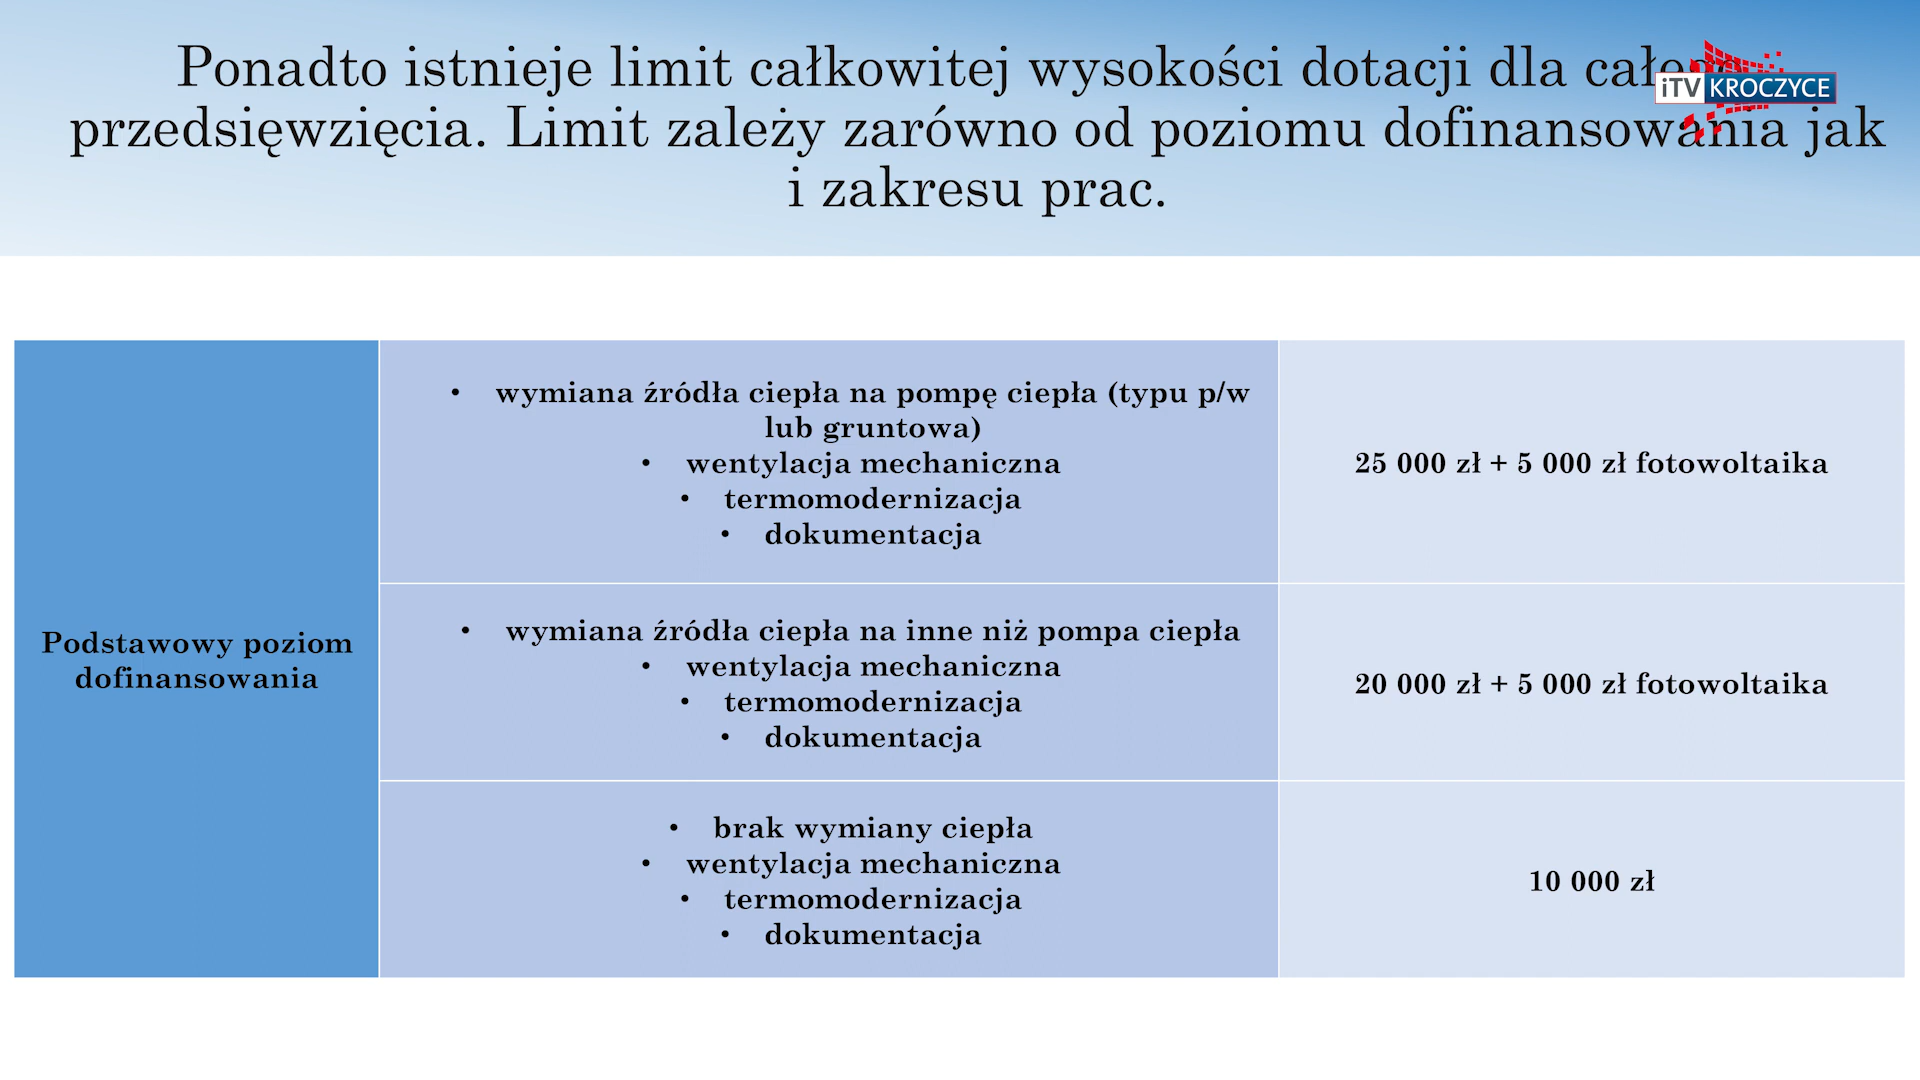 Ponadto istnieje limit całkowitej wysokości dotacji dla
iTV KROCZYCE
przedsięwzięcia. Limit zależy zarówno od poziomu dofinansowania jak
i zakresu prac.
Podstawowy poziom
dofinansowania
• wymiana źródła ciepła na pompę ciepła (typu p/w
lub gruntowa)
• wentylacja mechaniczna
• termomodernizacja
• dokumentacja
25 000 zł + 5 000 zł fotowoltaika
• wymiana źródła ciepła na inne niż pompa ciepła
• wentylacja mechaniczna
• termomodernizacja
• dokumentacja
20 000 zł + 5 000 zł fotowoltaika
• brak wymiany ciepła
• wentylacja mechaniczna
• termomodernizacja
• dokumentacja
10 000 zł